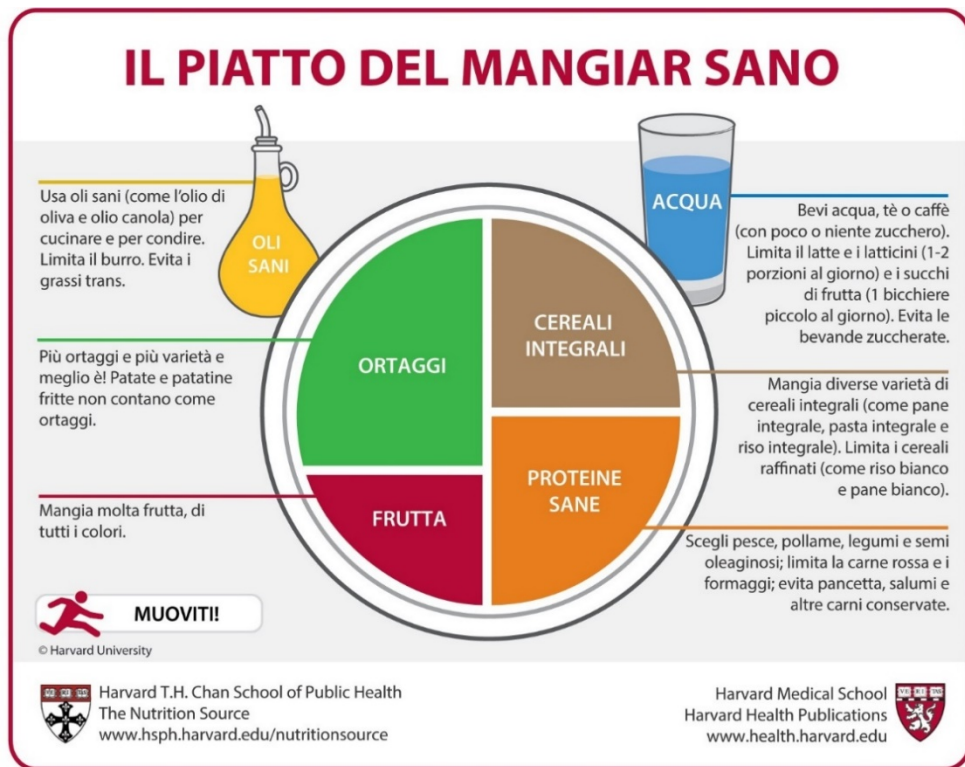 IL PIATTO DEL MANGIAR SANO
Usa oli sani (come l'olio di
oliva e olio canola) per
cucinare e per condire.
Limita il burro. Evita i
grassi trans.
OLI
SANI
Più ortaggi e più varietà e
meglio è! Patate e patatine
fritte non contano come
ortaggi.
Mangia molta frutta, di
tutti i colori.
ORTAGGI
FRUTTA
CEREALI
INTEGRALI
PROTEINE
SANE
ACQUA
Bevi acqua, tè o caffè
(con poco o niente zucchero).
Limita il latte e i latticini (1-2
porzioni al giorno) e i succhi
di frutta (1 bicchiere
piccolo al giorno). Evita le
bevande zuccherate.
Mangia diverse varietà di
cereali integrali (come pane
integrale, pasta integrale e
riso integrale). Limita i cereali
raffinati (come riso bianco
e pane bianco).
Scegli pesce, pollame, legumi e semi
oleaginosi; limita la carne rossa e i
formaggi; evita pancetta, salumi e
altre carni conservate.
MUOVITI!
© Harvard University
Harvard T.H. Chan School of Public Health
The Nutrition Source
www.hsph.harvard.edu/nutritionsource
Harvard Medical School
Harvard Health Publications
www.health.harvard.edu